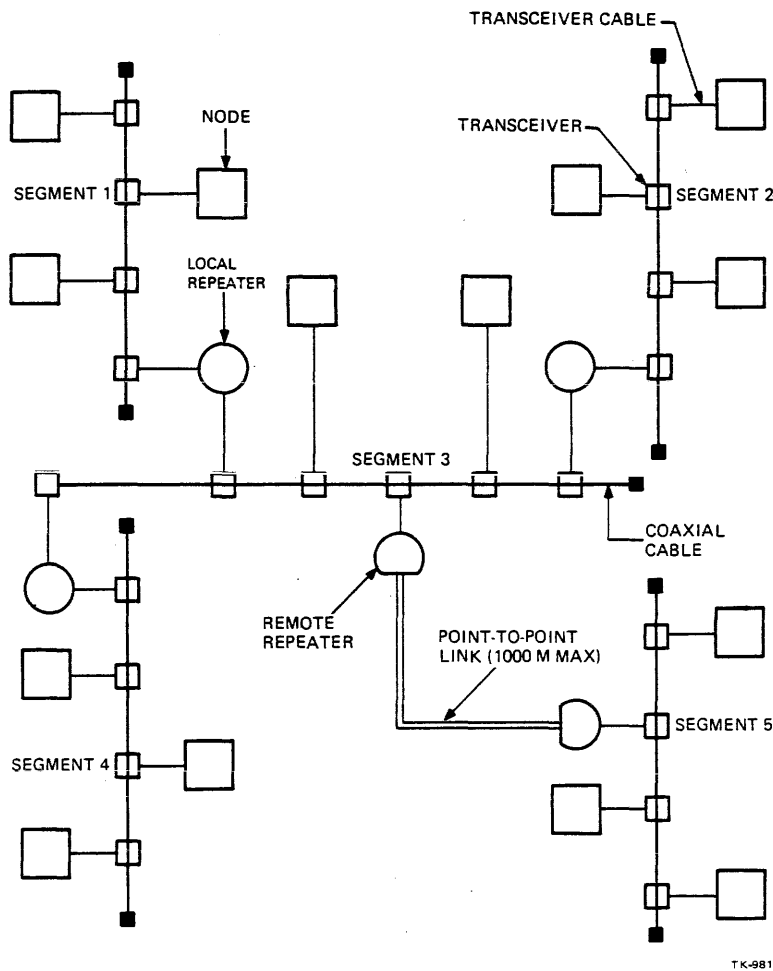 TRANSCEIVER CABLE
NODE
TRANSCEIVER
SEGMENT 1
SEGMENT 2
LOCAL
REPEATER
SEGMENT 3
COAXIAL
CABLE
REMOTE
REPEATER
POINT-TO-POINT
LINK (1000 M MAX)
SEGMENT 5
SEGMENT 4
TK-981